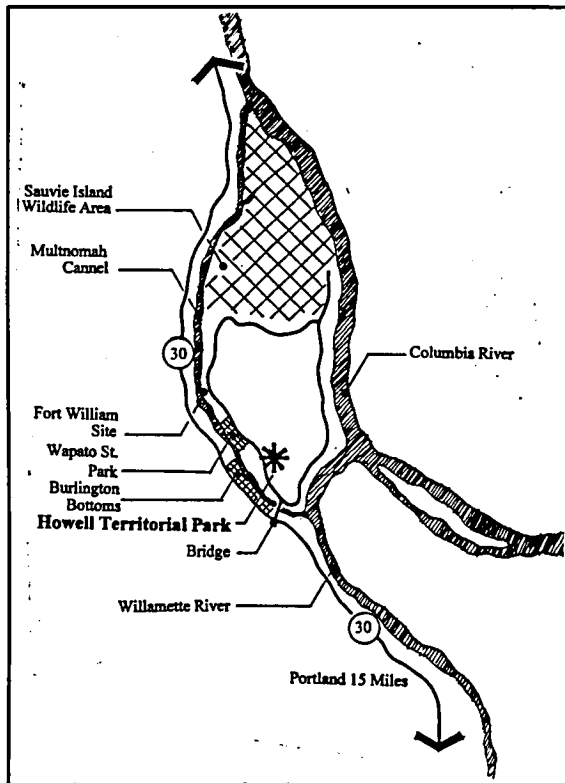 Sauvie Island
Wildlife Area
Multnomah
Cannel
30
Columbia River
Fort William
Site
Wapato St.
Park
Burlington
Bottoms
Howell Territorial Park
Bridge
Willamette River
30
Portland 15 Miles